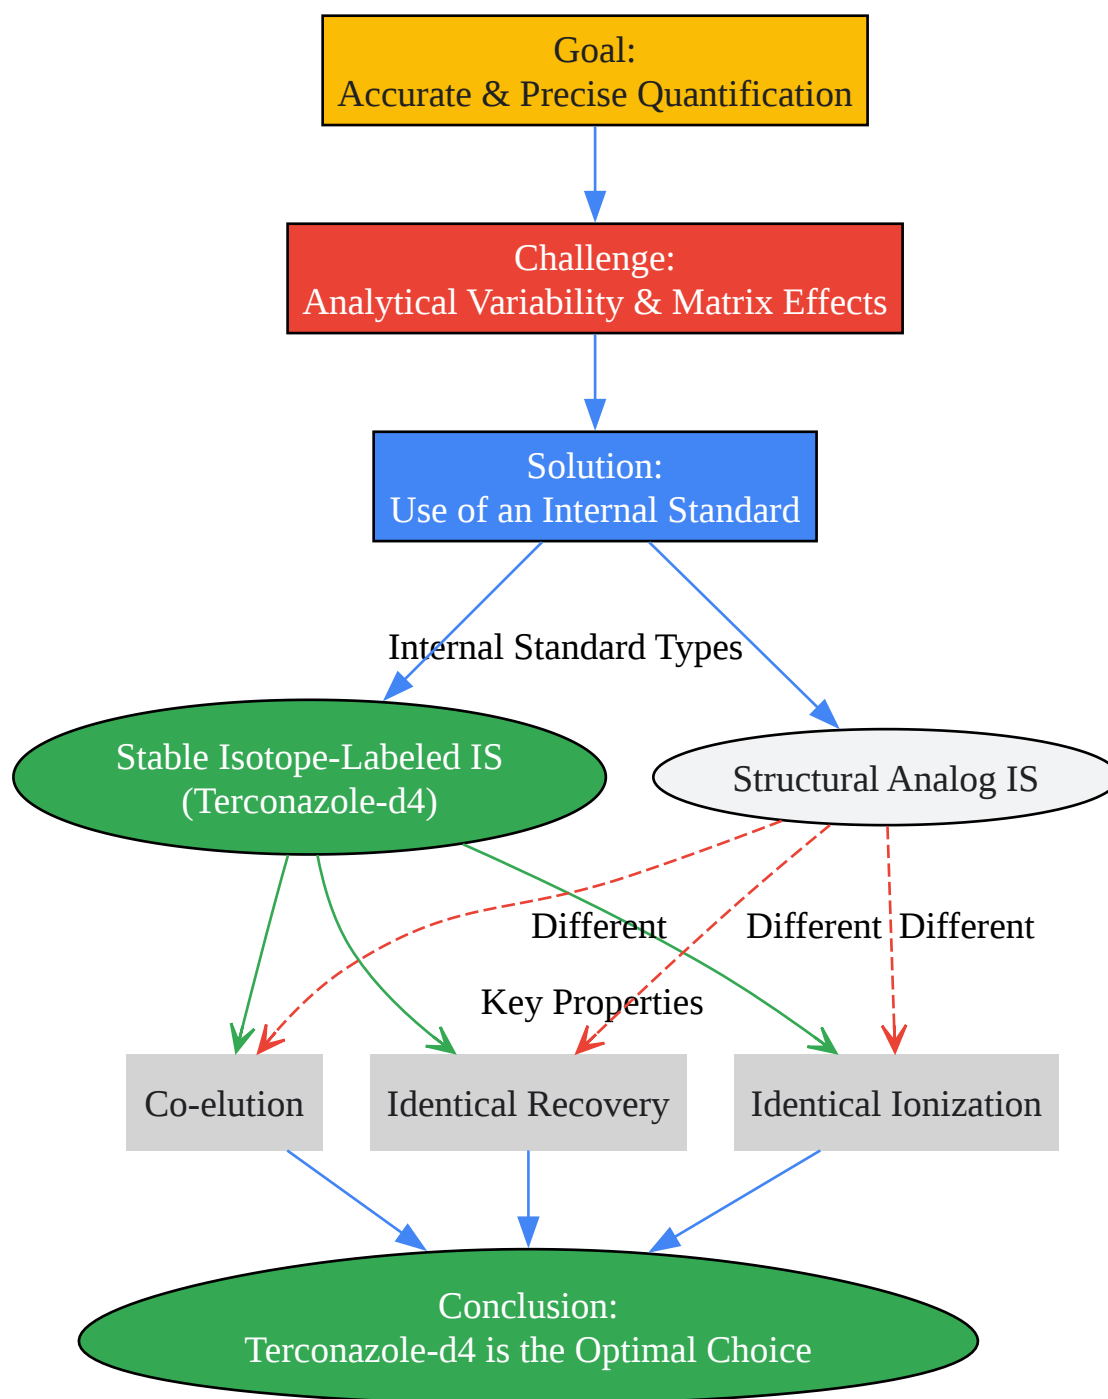 Goal:
Accurate & Precise Quantification
Challenge:
Analytical Variability & Matrix Effects
Solution:
Use of an Internal Standard
Internal Standard Types
Stable Isotope-Labeled IS
(Terconazole-d4)
Structural Analog IS
Different
Different
Different
Key Properties
Co-elution
Identical Recovery
Identical Ionization
Conclusion:
Terconazole-d4 is the Optimal Choice